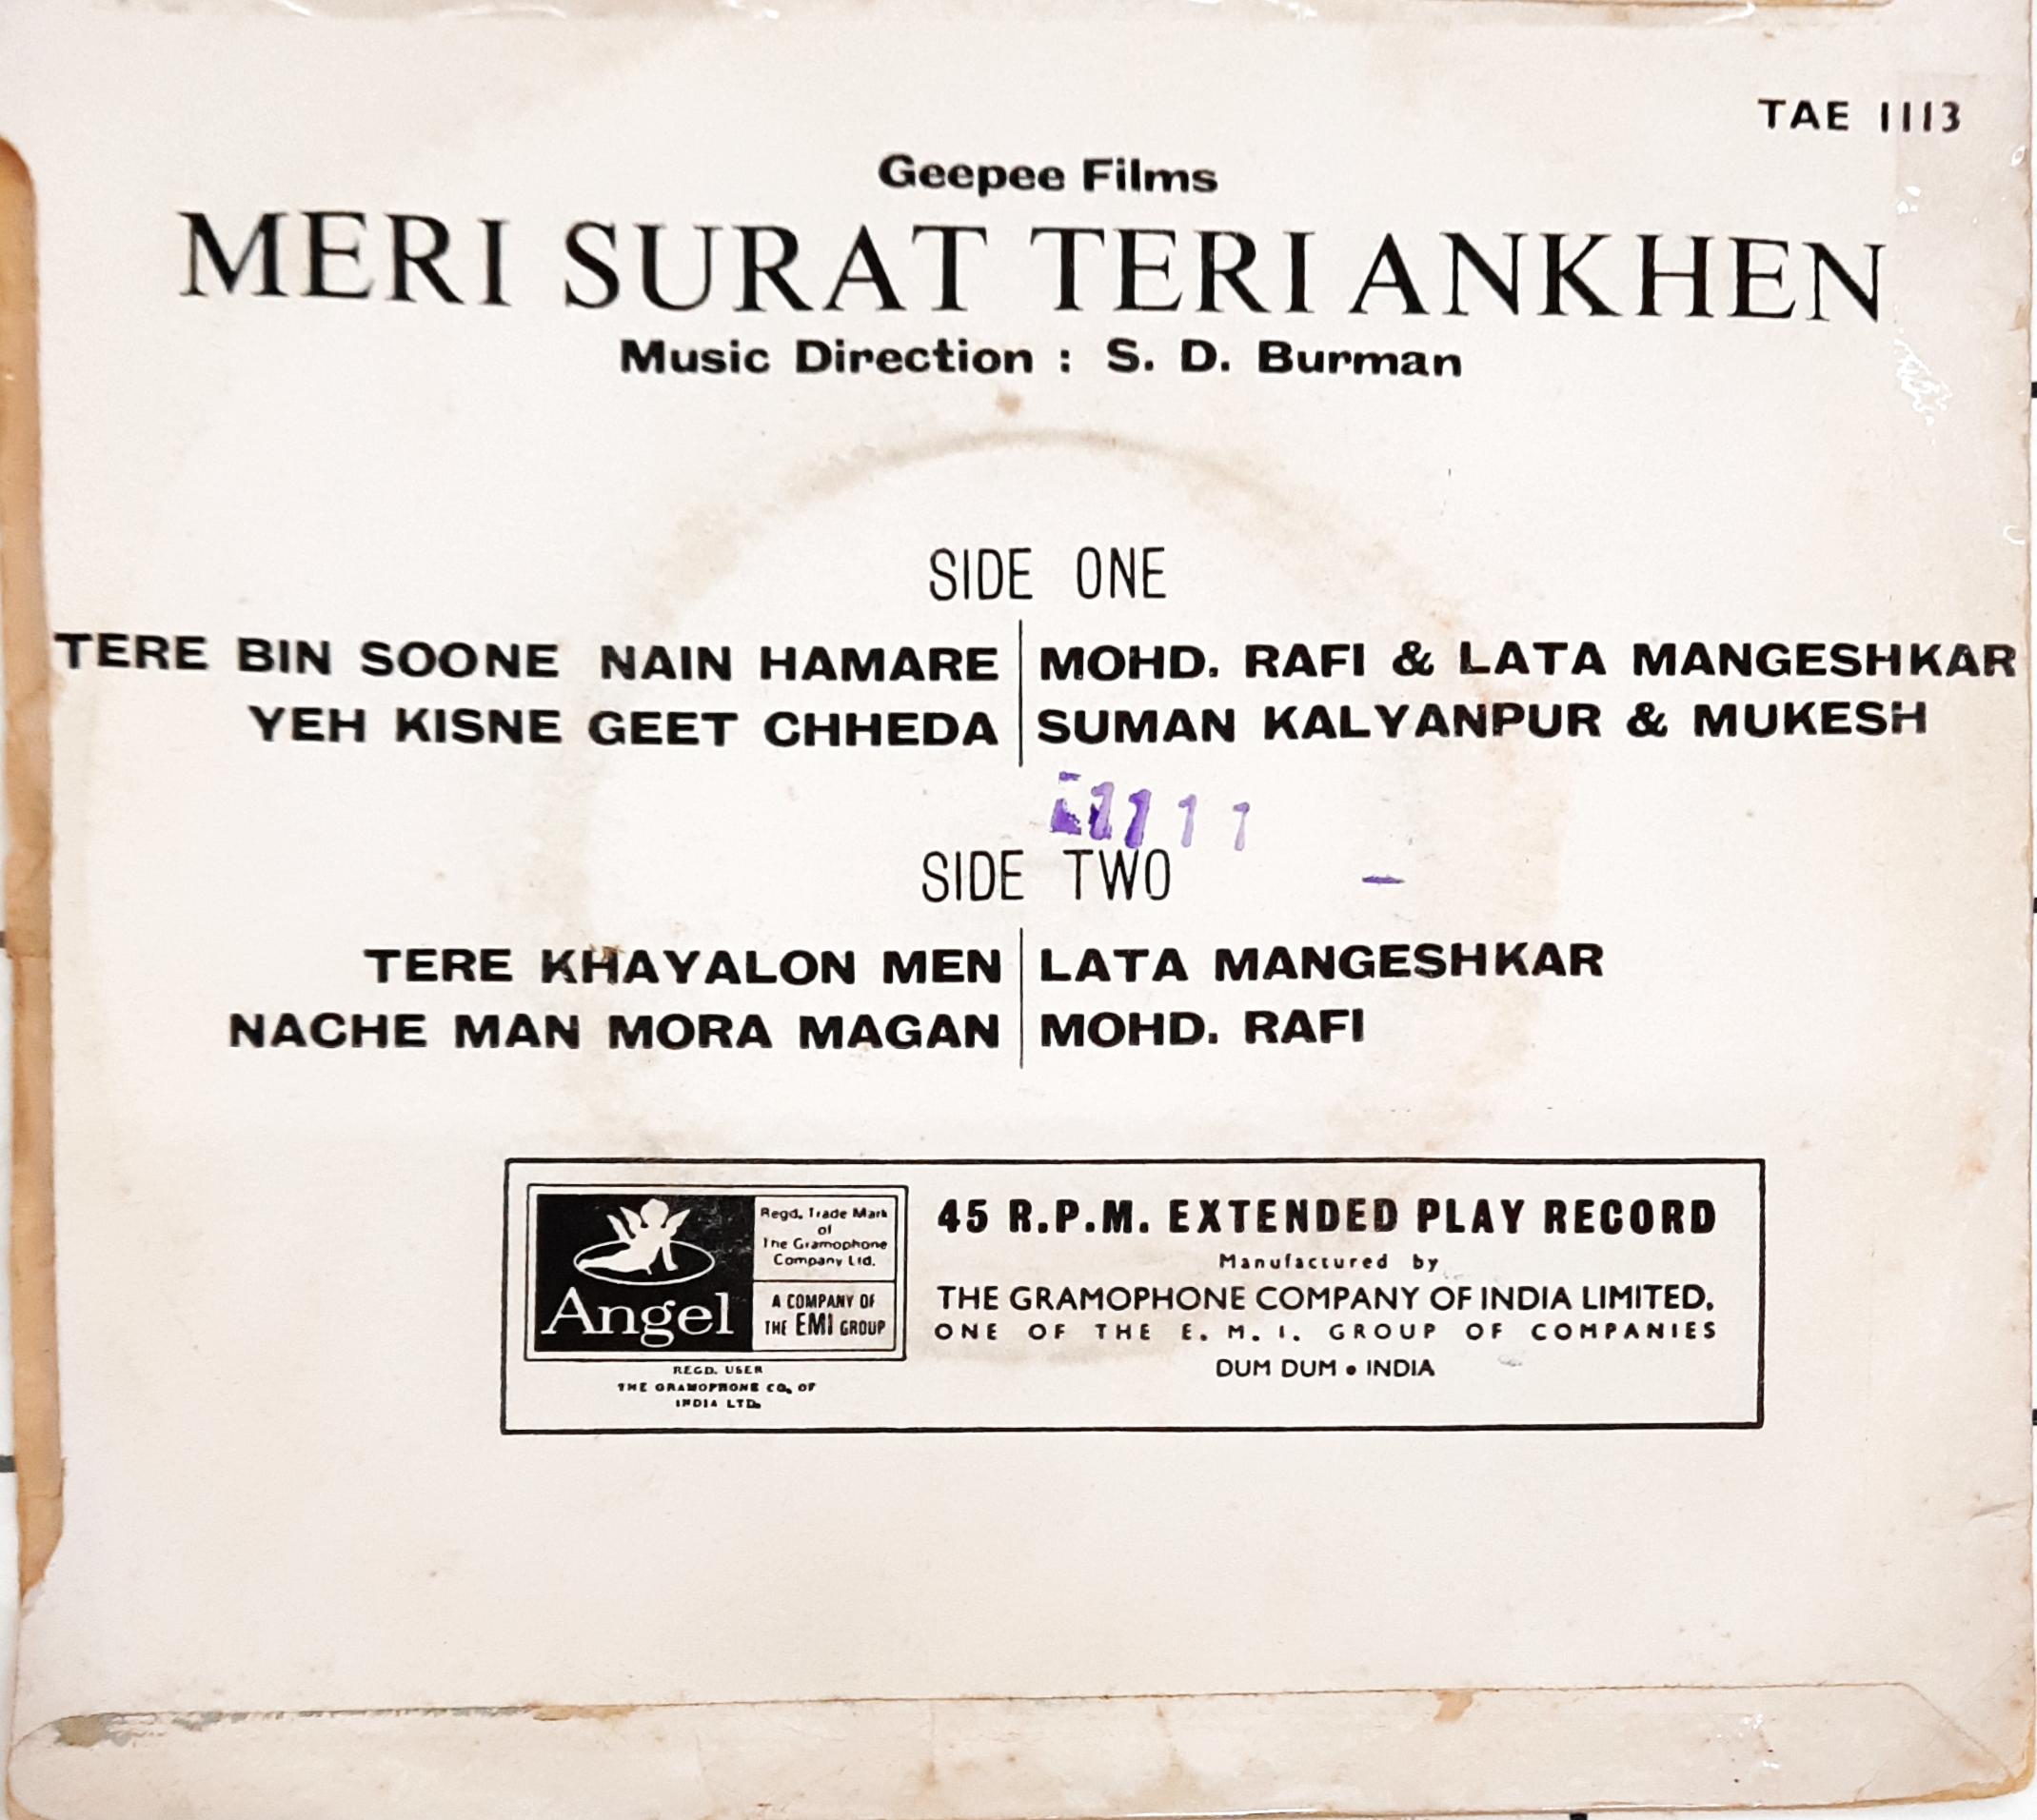 TAE 1113
Geepee Films
MERI SURAT TERI ANKHEN
Music Direction : S. D. Burman
SIDE ONE
TERE BIN SOONE NAIN HAMARE | MOHD. RAFI & LATA MANGESHKAR
YEH KISNE GEET CHHEDA | SUMAN KALYANPUR & MUKESH
SIDE TWO
TERE KHAYALON MEN | LATA MANGESHKAR
NACHE MAN MORA MAGAN | MOHD. RAFI
Angel
Regd. Trade Mark
of
The Gramophone
Company Ltd.
A COMPANY OF
THE EMI GROUP
REGD. USER
THE GRAMOPHONE CO. OF
INDIA LTD.
45 R.P.M. EXTENDED PLAY RECORD
Manufactured by
THE GRAMOPHONE COMPANY OF INDIA LIMITED.
ONE OF THE E. M. I. GROUP OF COMPANIES
DUM DUM • INDIA